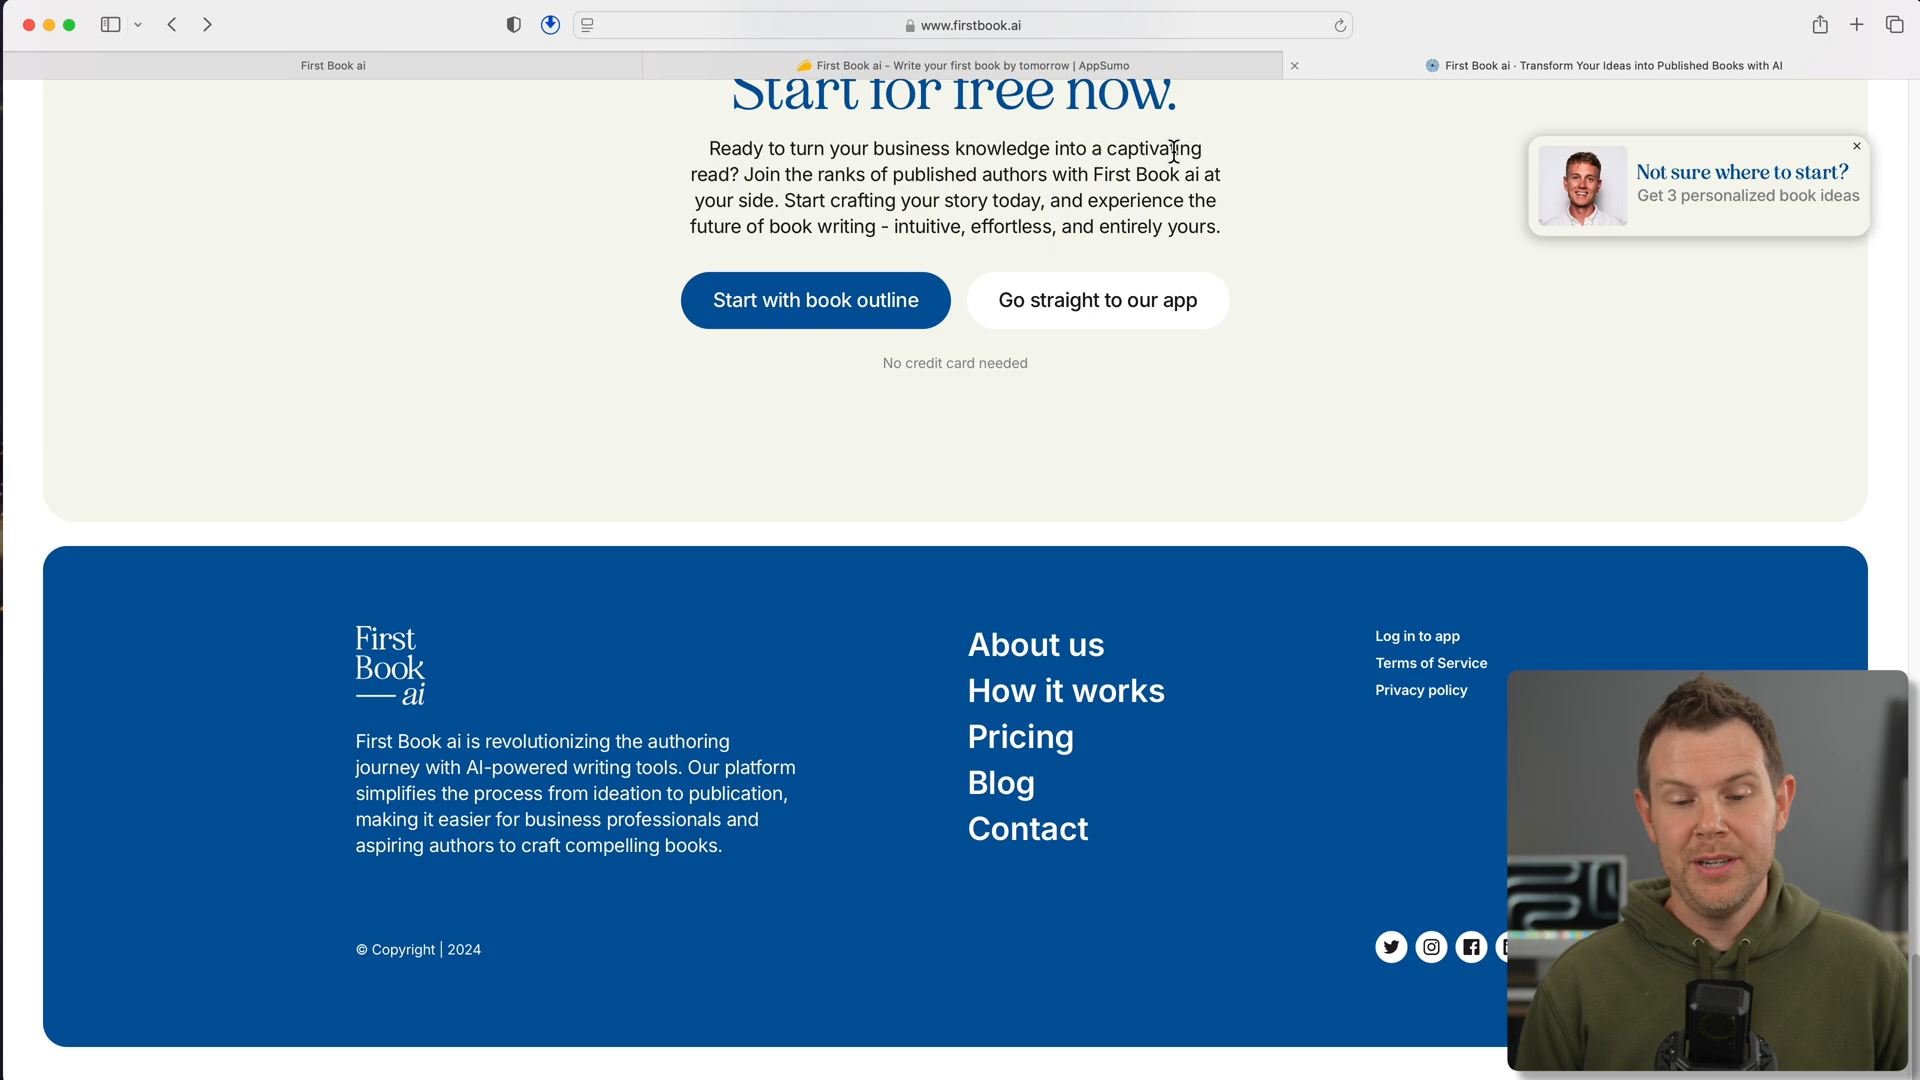 www.firstbook.ai
First Book ai
First Book ai - Write your first book by tomorrow | AppSumo
First Book ai · Transform Your Ideas into Published Books with AI
Start for free now.
Ready to turn your business knowledge into a captivating
read? Join the ranks of published authors with First Book ai at
your side. Start crafting your story today, and experience the
future of book writing - intuitive, effortless, and entirely yours.
Not sure where to start?
Get 3 personalized book ideas
Start with book outline
Go straight to our app
No credit card needed
First
Book
ai
First Book ai is revolutionizing the authoring
journey with AI-powered writing tools. Our platform
simplifies the process from ideation to publication,
making it easier for business professionals and
aspiring authors to craft compelling books.
© Copyright | 2024
About us
How it works
Pricing
Blog
Contact
Log in to app
Terms of Service
Privacy policy